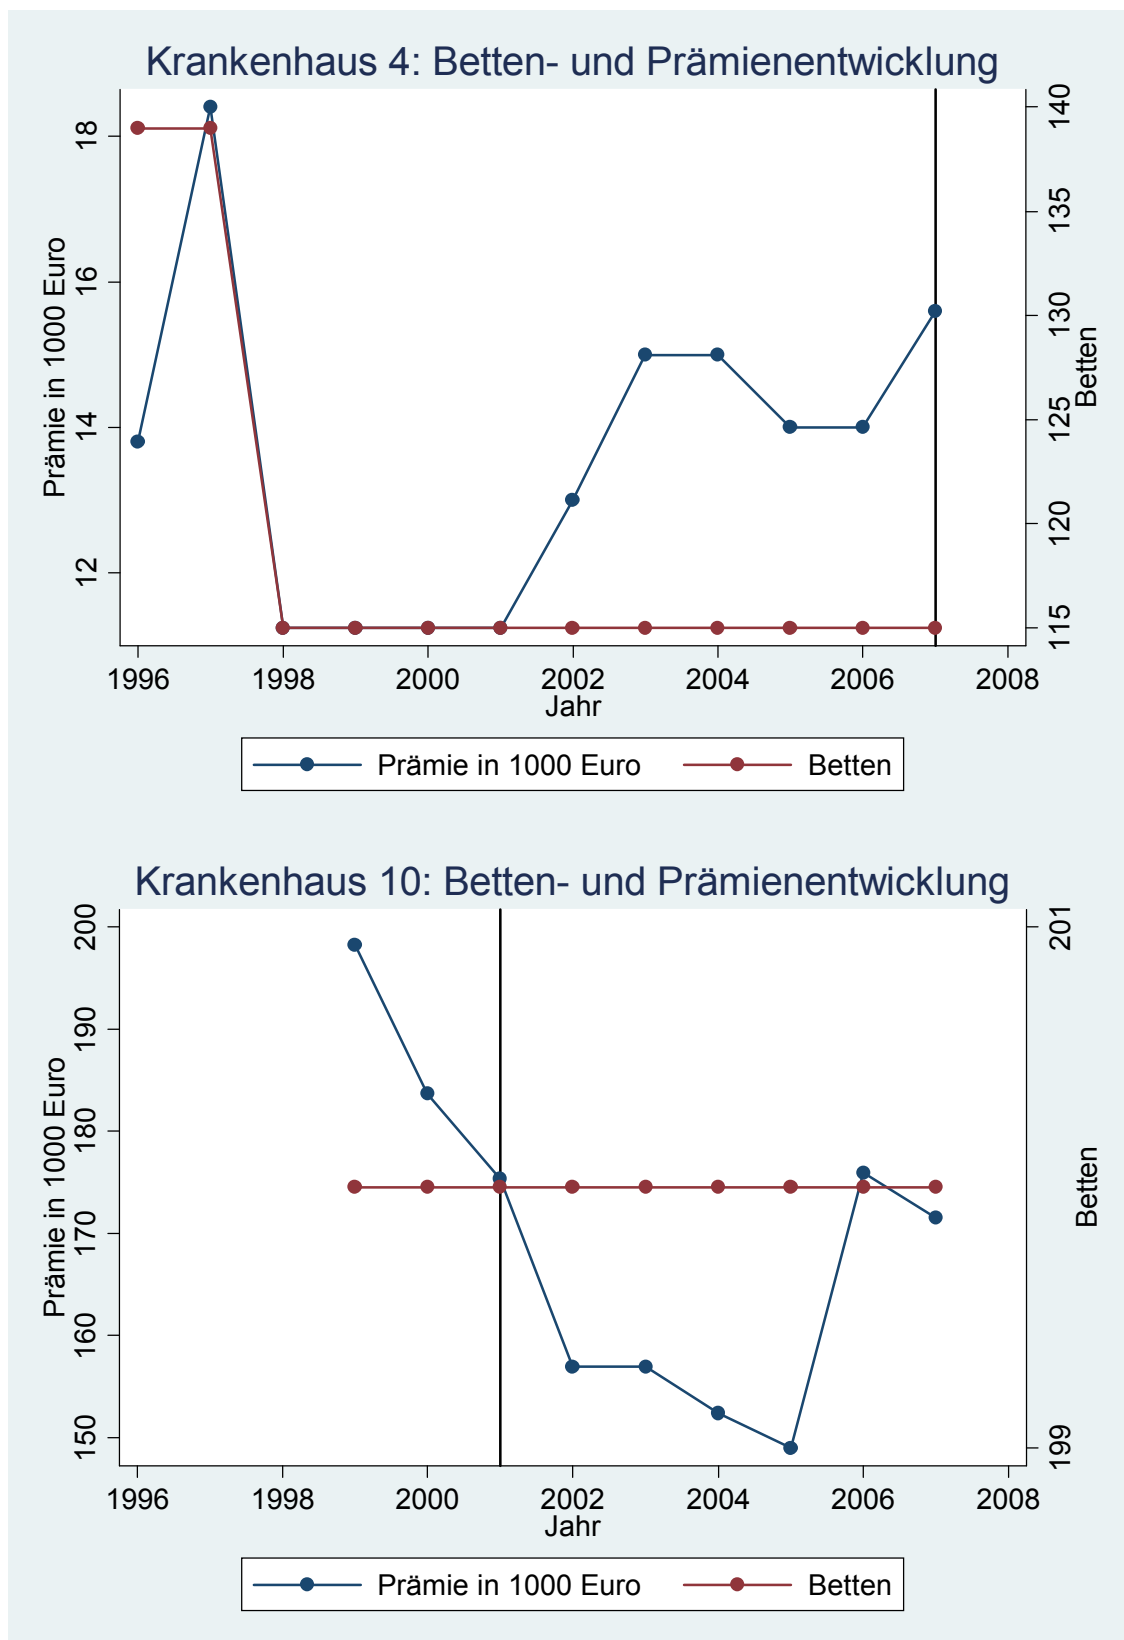 Krankenhaus 4: Betten- und Prämienentwicklung
Prämie in 1000 Euro
18
16
14
12
140
135
130
125
120
115
Betten
1996 1998 2000 2002 2004 2006 2008
Jahr
Prämie in 1000 Euro Betten
Krankenhaus 10: Betten- und Prämienentwicklung
Prämie in 1000 Euro
200
190
180
170
160
150
201
199
Betten
1996 1998 2000 2002 2004 2006 2008
Jahr
Prämie in 1000 Euro Betten